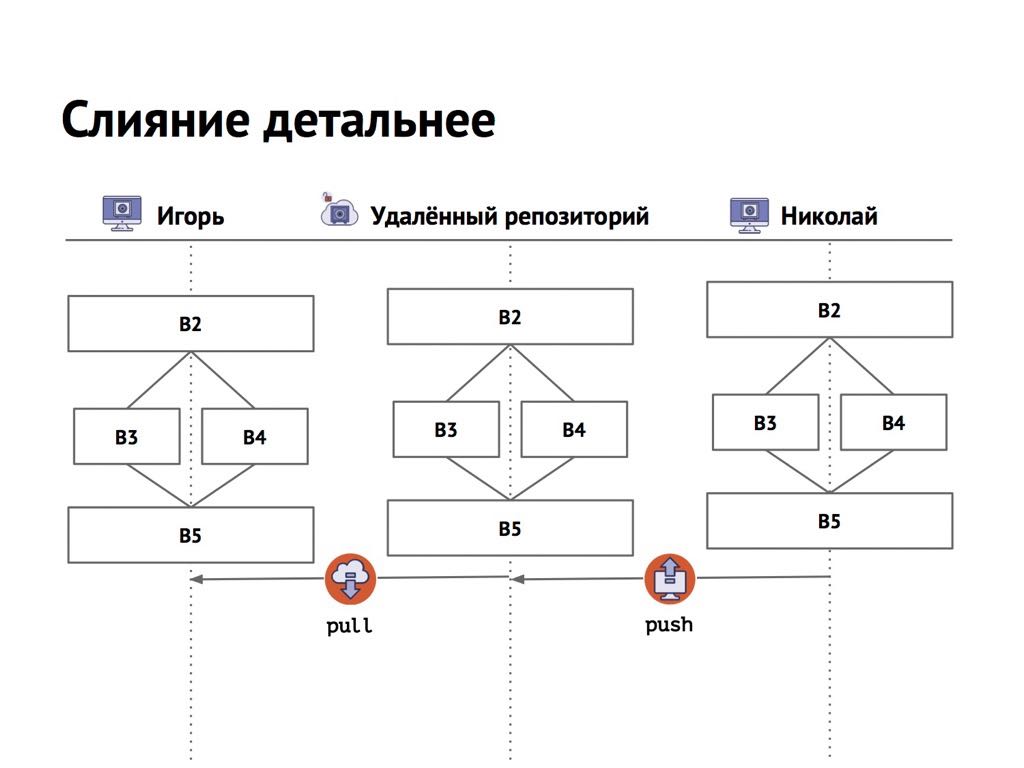 Слияние детальнее
Игорь
Удалённый репозиторий
Николай
B2
B2
B2
B3
B4
B3
B4
B3
B4
B5
B5
B5
pull
push